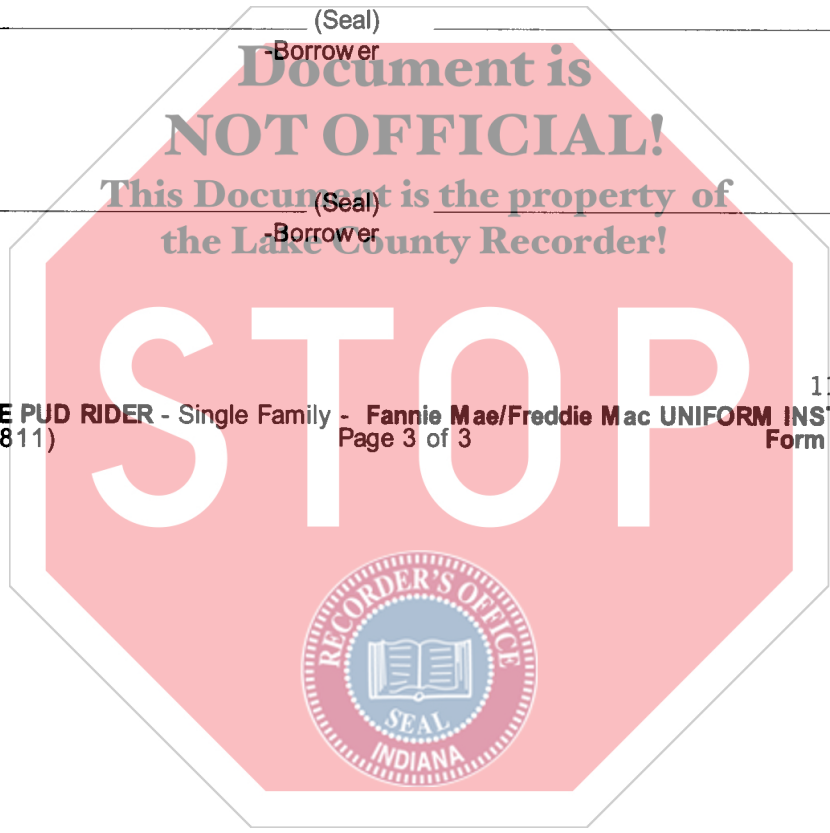 (Seal)
-Borrower
Document is
NOT OFFICIAL!
This Document is the property of
the Lake County Recorder!
(Seal)
-Borrower
STOP
11
E PUD RIDER - Single Family - Fannie Mae/Freddie Mac UNIFORM INST
811) Page 3 of 3 Form
RECORDER'S OFFICE
SEAL
INDIANA